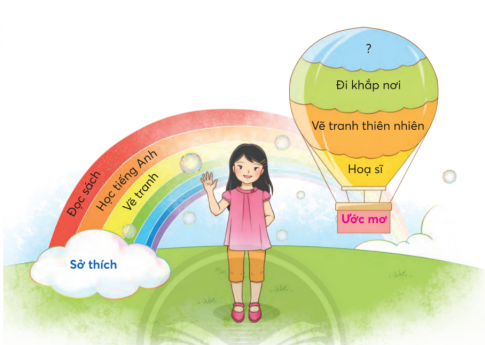 ?
Đi khắp nơi
Vẽ tranh thiên nhiên
Hoạ sĩ
Ước mơ
Đọc sách
Học tiếng Anh
Vẽ tranh
Sở thích